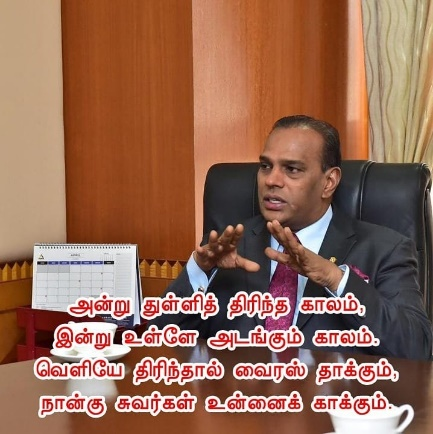 அன்று துள்ளித் திரிந்த காலம்,
இன்று உள்ளே அடங்கும் காலம்.
வெளியே திரிந்தால் வைரஸ் தாக்கும்,
நான்கு சுவர்கள் உன்னைக் காக்கும்.